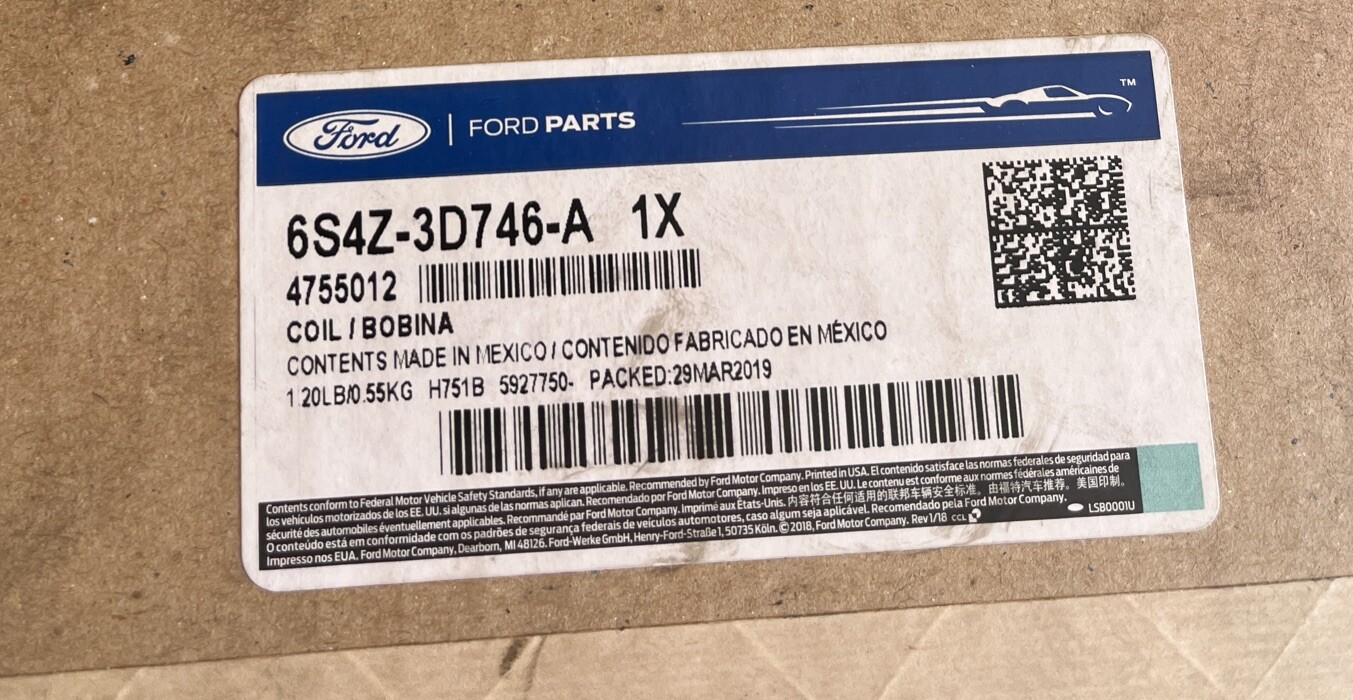 Ford | FORD PARTS ™
6S4Z-3D746-A 1X
4755012
COIL / BOBINA
CONTENTS MADE IN MEXICO / CONTENIDO FABRICADO EN MÉXICO
1.20LB/0.55KG H751B 5927750- PACKED:29MAR2019
Contents conform to Federal Motor Vehicle Safety Standards, if any are applicable. Recommended by Ford Motor Company. Printed in USA. El contenido satisface las normas federales de seguridad para
los vehículos motorizados de los EE. UU. si algunas de las normas aplican. Recomendado por Ford Motor Company. Impreso en los EE. UU. Le contenu est conforme aux normes fédérales américaines de
sécurité des automobiles éventuellement applicables. Recommandé par Ford Motor Company. Imprimé aux États-Unis. 内容符合任何适用的联邦车辆安全标准。由福特汽车推荐。美国印制。
O conteúdo está em conformidade com os padrões de segurança federais de veículos automotores, caso algum seja aplicável. Recomendado pela Ford Motor Company.
Impresso nos EUA. Ford Motor Company, Dearborn, MI 48126. Ford-Werke GmbH, Henry-Ford-Straße 1, 50735 Köln. © 2018, Ford Motor Company. Rev 1/18 CCL
LSB0001U